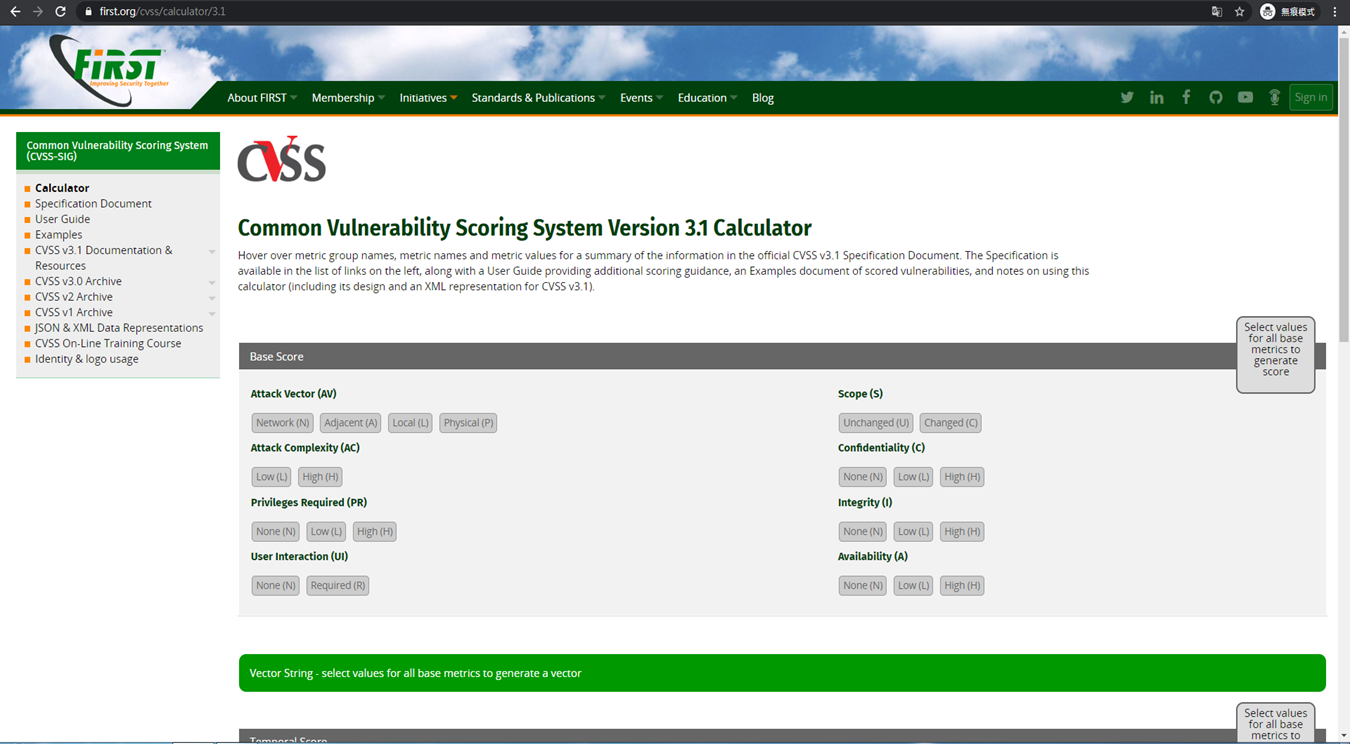 first.org/cvss/calculator/3.1
無痕模式
FIRST
Improving Security Together
About FIRST
Membership
Initiatives
Standards & Publications
Events
Education
Blog
Sign in
Common Vulnerability Scoring System
(CVSS-SIG)
Calculator
Specification Document
User Guide
Examples
CVSS v3.1 Documentation &
Resources
CVSS v3.0 Archive
CVSS v2 Archive
CVSS v1 Archive
JSON & XML Data Representations
CVSS On-Line Training Course
Identity & logo usage
CVSS
Common Vulnerability Scoring System Version 3.1 Calculator
Hover over metric group names, metric names and metric values for a summary of the information in the official CVSS v3.1 Specification Document. The Specification is
available in the list of links on the left, along with a User Guide providing additional scoring guidance, an Examples document of scored vulnerabilities, and notes on using this
calculator (including its design and an XML representation for CVSS v3.1).
Select values
for all base
metrics to
generate
score
Base Score
Attack Vector (AV)
Network (N) Adjacent (A) Local (L) Physical (P)
Attack Complexity (AC)
Low (L) High (H)
Privileges Required (PR)
None (N) Low (L) High (H)
User Interaction (UI)
None (N) Required (R)
Scope (S)
Unchanged (U) Changed (C)
Confidentiality (C)
None (N) Low (L) High (H)
Integrity (I)
None (N) Low (L) High (H)
Availability (A)
None (N) Low (L) High (H)
Vector String - select values for all base metrics to generate a vector
Select values
for all base
metrics to
Temporal Score